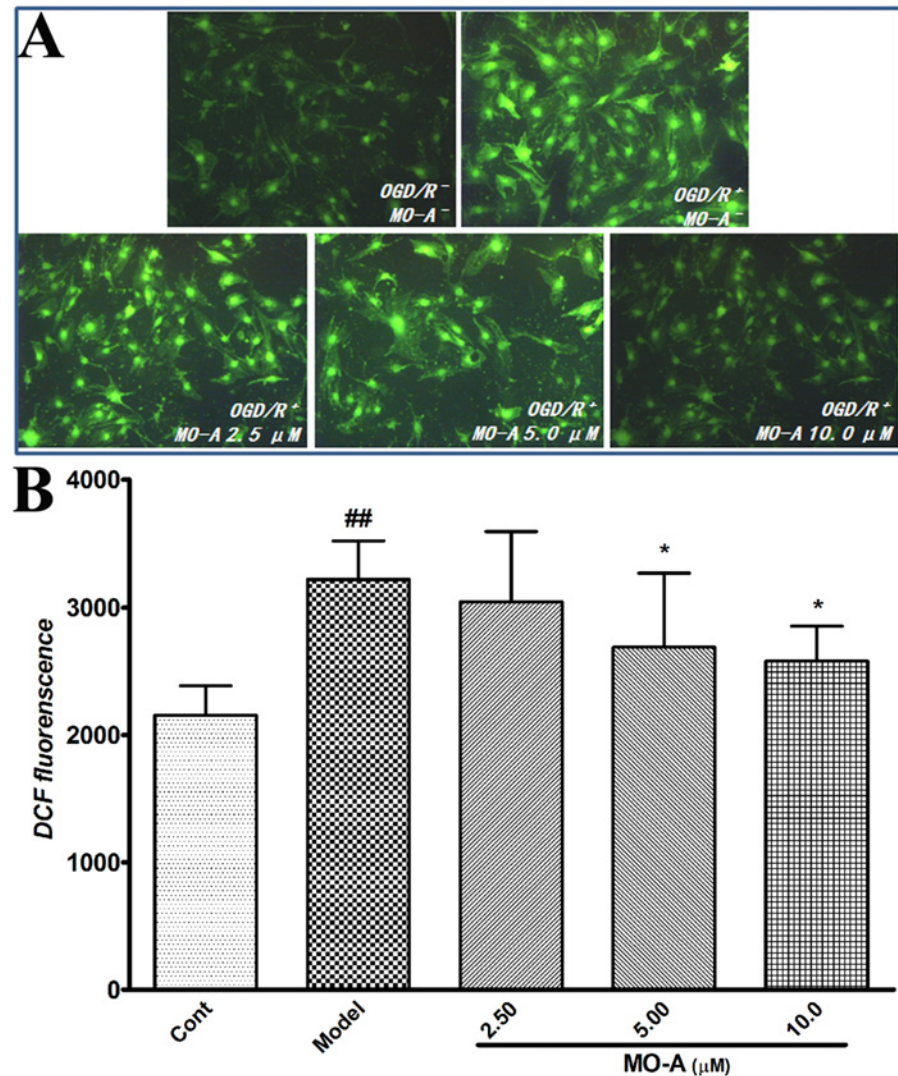 A
OGD/R⁻
MO-A⁻
OGD/R⁺
MO-A⁻
OGD/R⁺
MO-A 2.5 μM
OGD/R⁺
MO-A 5.0 μM
OGD/R⁺
MO-A 10.0 μM
B
DCF fluorenscence
4000
3000
2000
1000
0
##
*
*
Cont
Model
2.50
5.00
10.0
MO-A (μM)